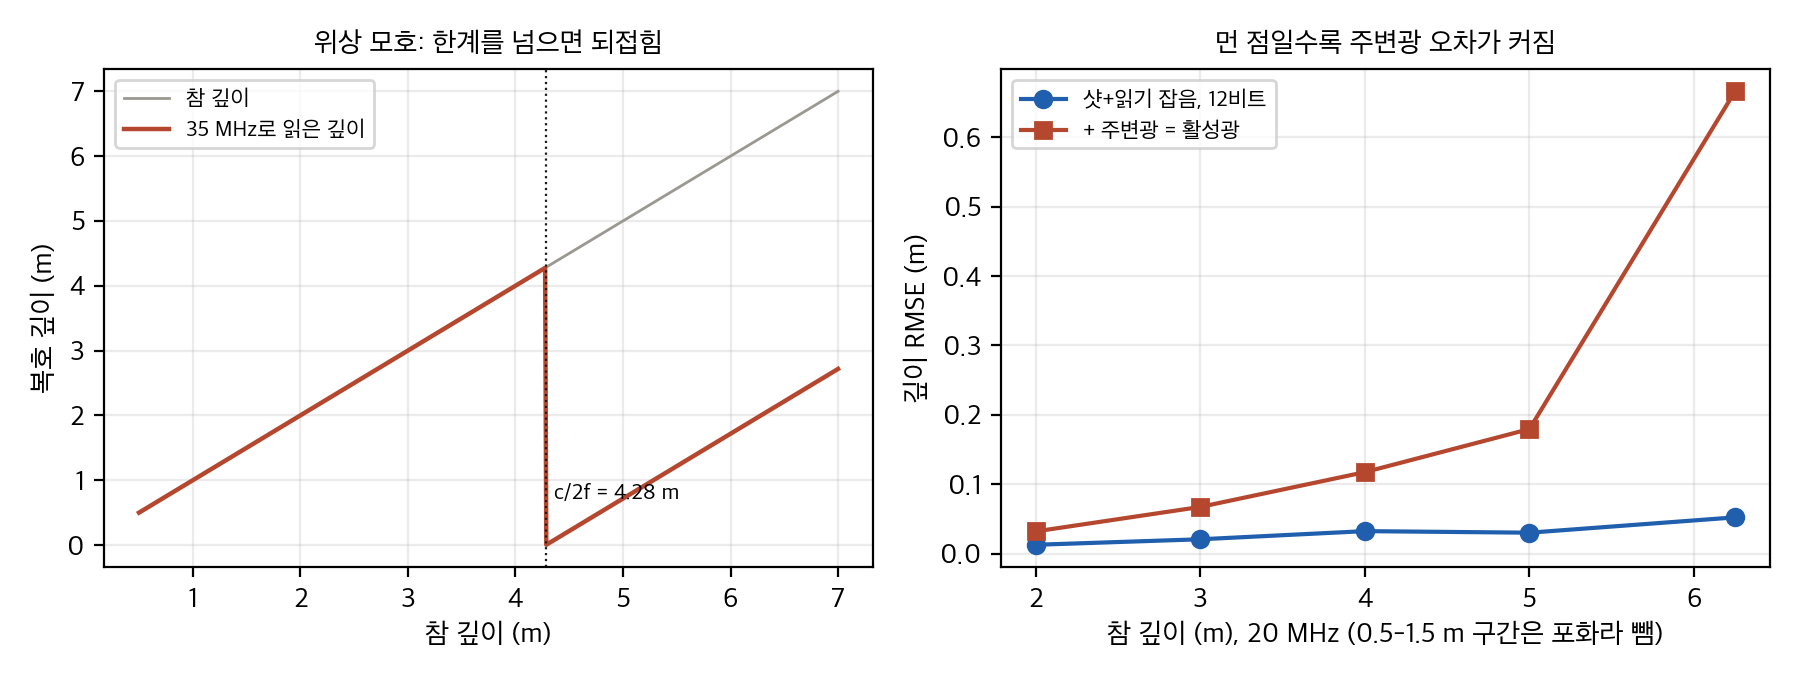 위상 모호: 한계를 넘으면 되접힘
참 깊이
35 MHz로 읽은 깊이
c/2f = 4.28 m
복호 깊이 (m)
7
6
5
4
3
2
1
0
1 2 3 4 5 6 7
참 깊이 (m)
먼 점일수록 주변광 오차가 커짐
샷+읽기 잡음, 12비트
+ 주변광 = 활성광
깊이 RMSE (m)
0.6
0.5
0.4
0.3
0.2
0.1
0.0
2 3 4 5 6
참 깊이 (m), 20 MHz (0.5–1.5 m 구간은 포화라 뺌)